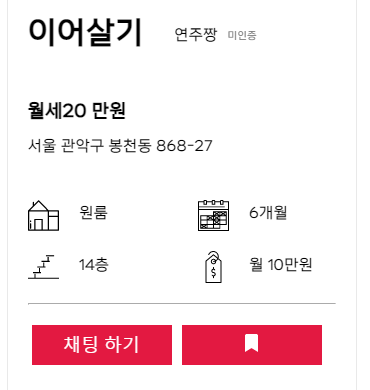 이어살기 연주짱 미인증
월세20 만원
서울 관악구 봉천동 868-27
원룸 6개월
14층 월 10만원
채팅 하기